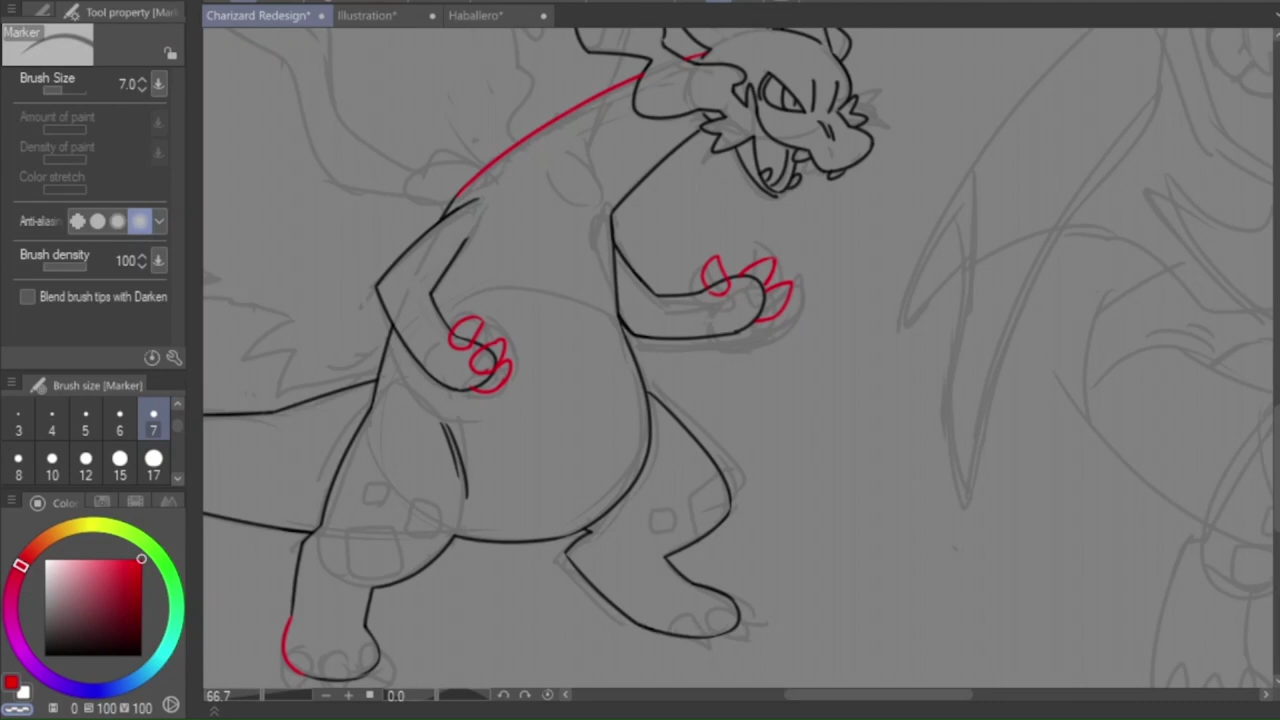 Tool property [Mark
Charizard Redesign*
Illustration*
Haballero*
Marker
Brush Size 7.0
Amount of paint
Density of paint
Color stretch
Anti-aliasing
Brush density 100
Blend brush tips with Darken
Brush size [Marker]
3 4 5 6 7
8 10 12 15 17
Color
66.7 0.0
H 0 S 100 V 100